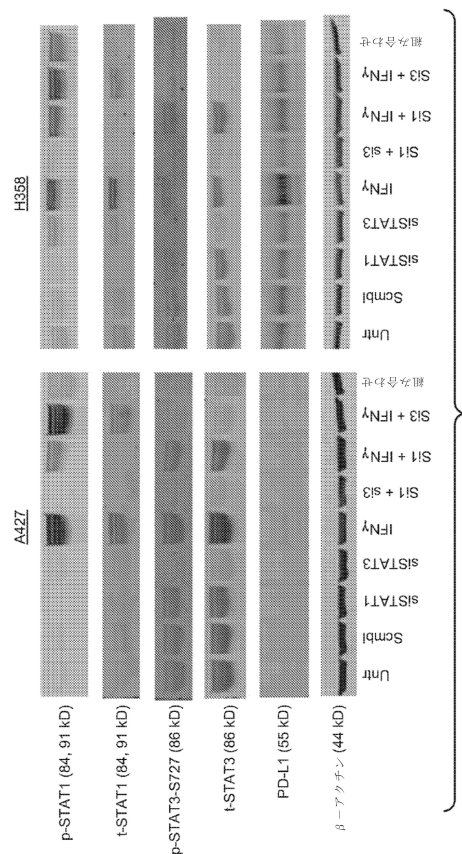 A427
H358
p-STAT1 (84, 91 kD)
t-STAT1 (84, 91 kD)
p-STAT3-S727 (86 kD)
t-STAT3 (86 kD)
PD-L1 (55 kD)
β-アクチン (44 kD)
Untr
Scmbl
siSTAT1
siSTAT3
IFNγ
Si1 + si3
Si1 + IFNγ
Si3 + IFNγ
組み合わせ
Untr
Scmbl
siSTAT1
siSTAT3
IFNγ
Si1 + si3
Si1 + IFNγ
Si3 + IFNγ
組み合わせ